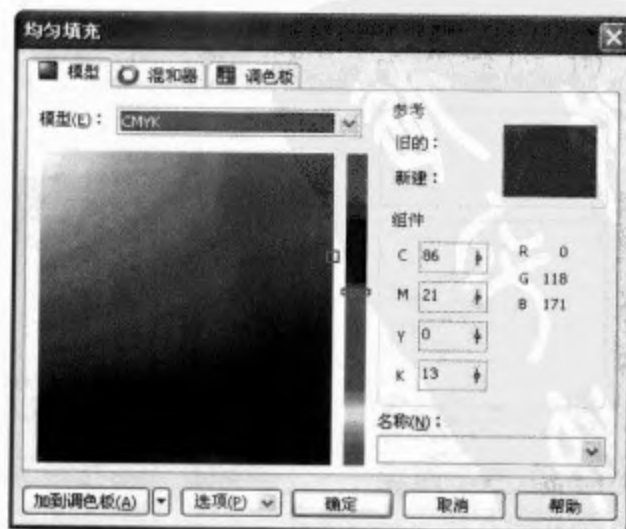 均匀填充
模型 混和器 调色板
模型(E)： CMYK
参考
旧的：
新建：
组件
C 86 R 0
G 118
M 21 B 171
Y 0
K 13
名称(N)：
加到调色板(A) 选项(P) 确定 取消 帮助